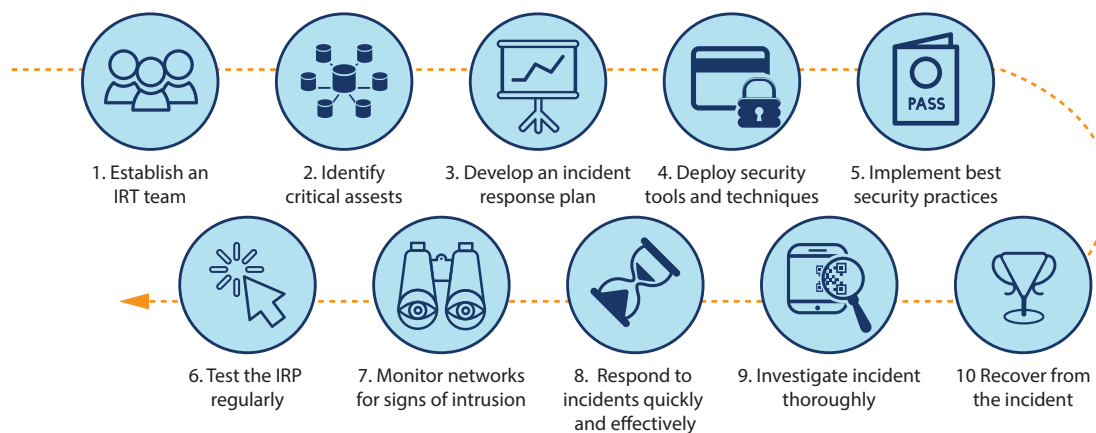 PASS
1. Establish an
IRT team
2. Identify
critical assests
3. Develop an incident
response plan
4. Deploy security
tools and techniques
5. Implement best
security practices
6. Test the IRP
regularly
7. Monitor networks
for signs of intrusion
8. Respond to
incidents quickly
and effectively
9. Investigate incident
thoroughly
10 Recover from
the incident